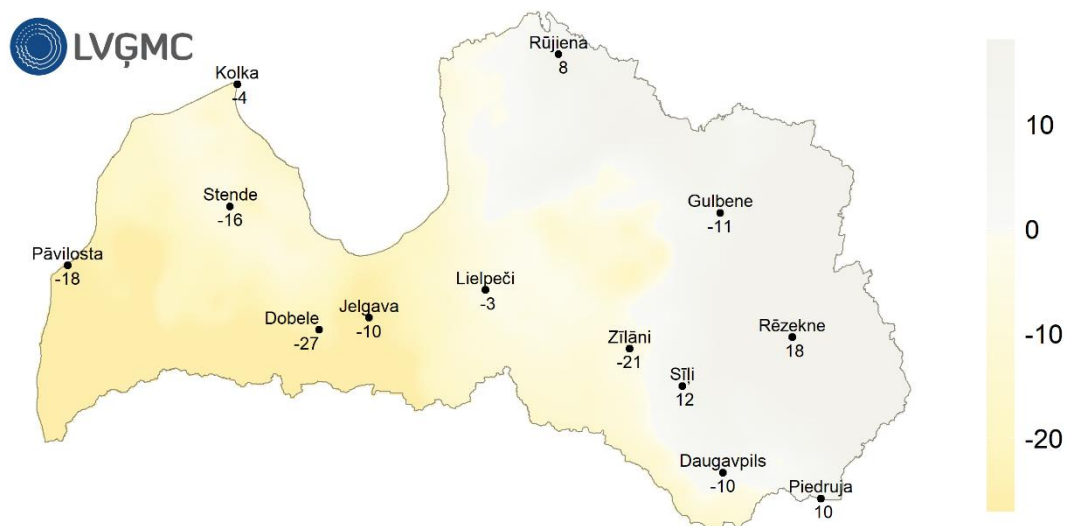 LVĢMC
Rūjiena
8
Kolka
-4
10
Stende
-16
Gulbene
-11
0
Pāvilosta
-18
Lielpeči
-3
Jelgava
-10
Dobele
-27
Zīlāni
-21
Rēzekne
18
-10
Sīļi
12
-20
Daugavpils
-10
Piedruja
10